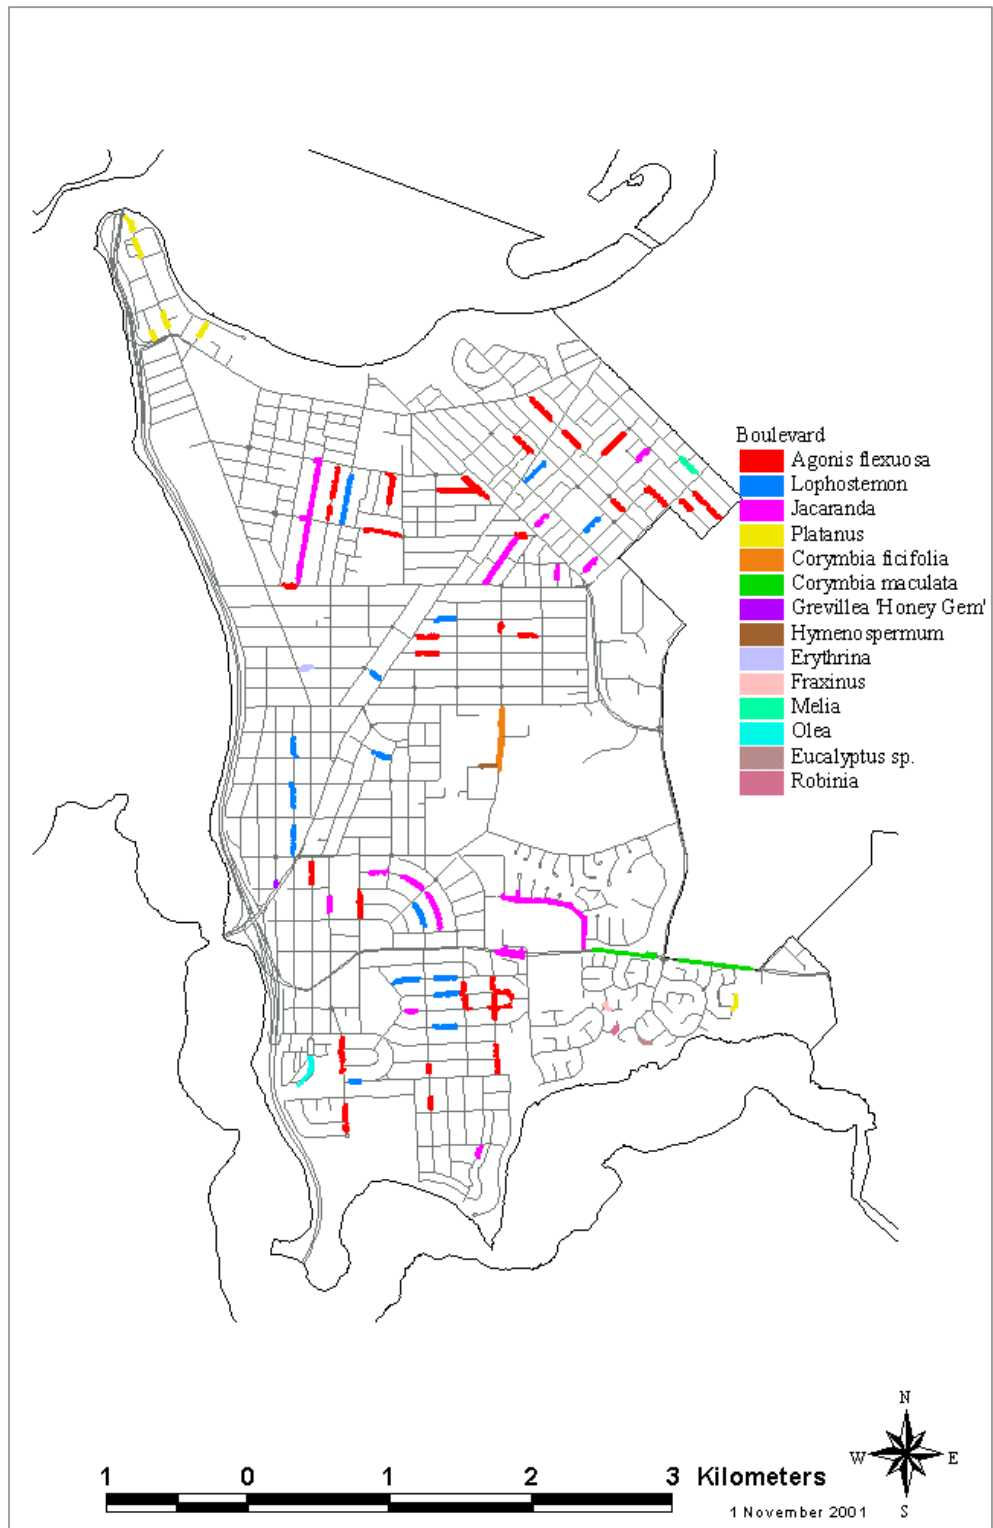 Boulevard
Agonis flexuosa
Lophostemon
Jacaranda
Platanus
Corymbia ficifolia
Corymbia maculata
Grevillea 'Honey Gem'
Hymenospermum
Erythrina
Fraxinus
Melia
Olea
Eucalyptus sp.
Robinia
N
W E
S
1 0 1 2 3 Kilometers
1 November 2001